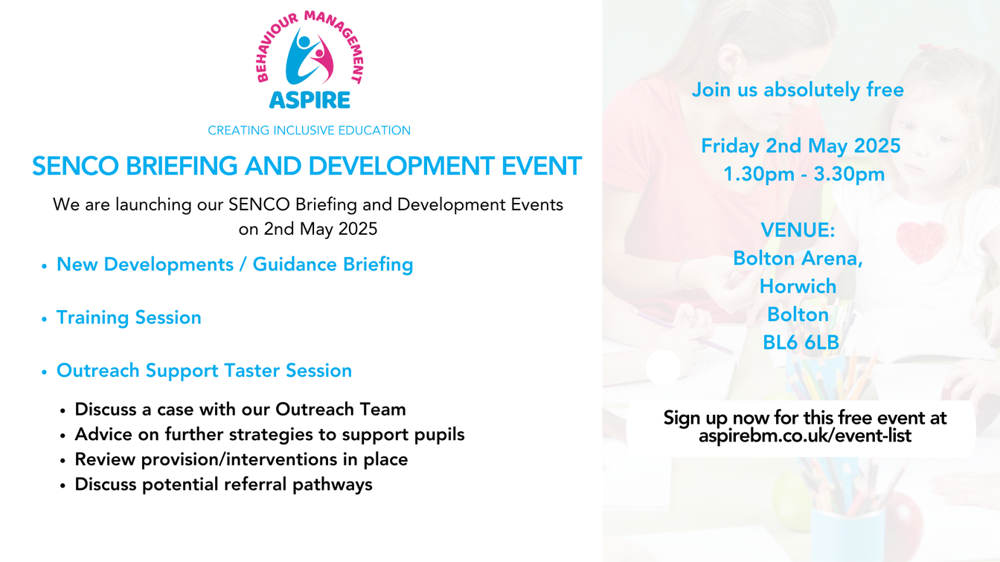 BEHAVIOUR MANAGEMENT
ASPIRE
CREATING INCLUSIVE EDUCATION
SENCO BRIEFING AND DEVELOPMENT EVENT
We are launching our SENCO Briefing and Development Events
on 2nd May 2025
• New Developments / Guidance Briefing
• Training Session
• Outreach Support Taster Session
• Discuss a case with our Outreach Team
• Advice on further strategies to support pupils
• Review provision/interventions in place
• Discuss potential referral pathways
Join us absolutely free
Friday 2nd May 2025
1.30pm - 3.30pm
VENUE:
Bolton Arena,
Horwich
Bolton
BL6 6LB
Sign up now for this free event at
aspirebm.co.uk/event-list